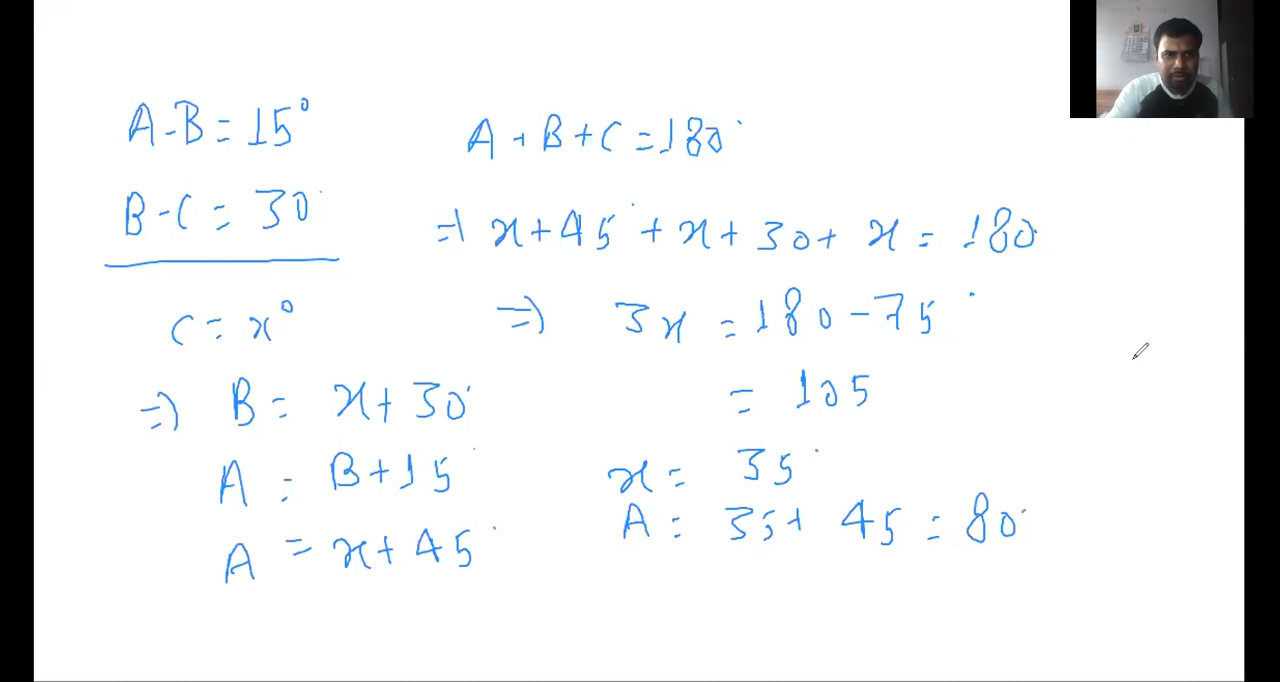 A-B=15°
B-C=30°
C=x°
⇒ B=x+30°
A=B+15°
A=x+45°
A+B+C=180°
⇒ x+45°+x+30+x=180
⇒ 3x=180-75°
=105
x=35°
A=35+45=80°